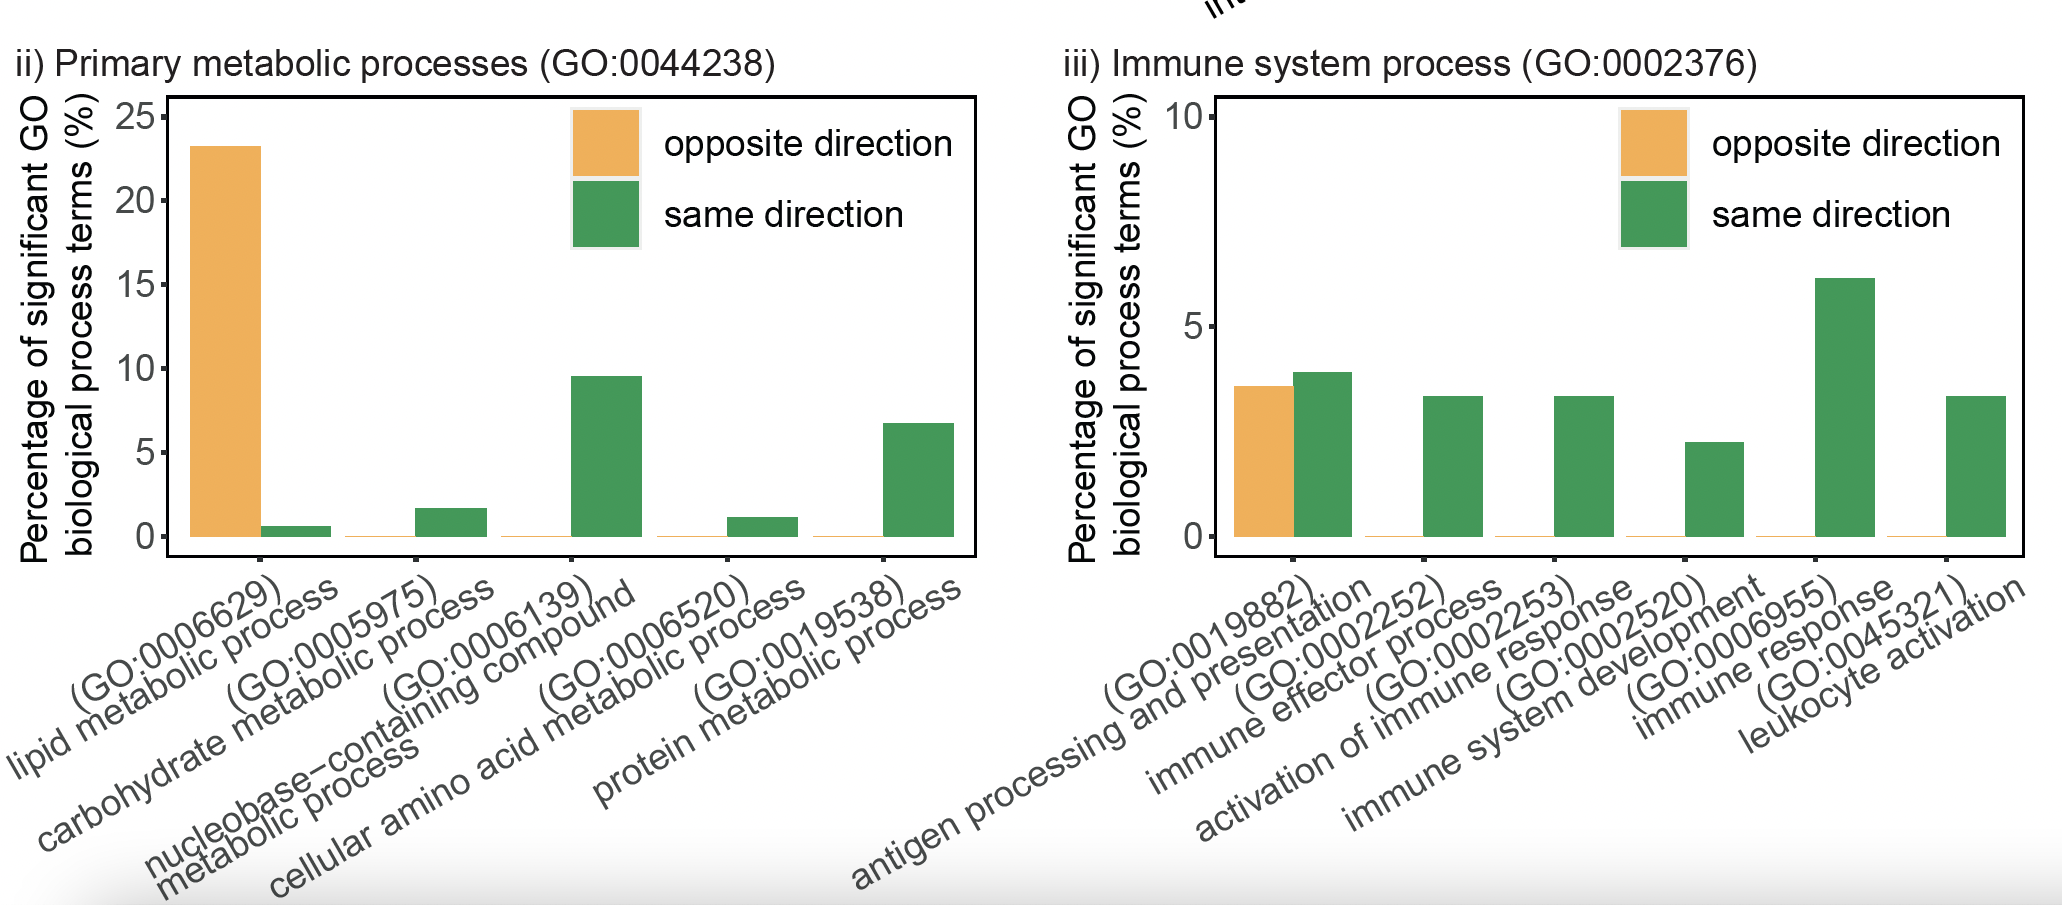 ii) Primary metabolic processes (GO:0044238)
Percentage of significant GO
biological process terms (%)
25
20
15
10
5
0
opposite direction
same direction
(GO:0006629)
lipid metabolic process
(GO:0005975)
carbohydrate metabolic process
(GO:0006139)
nucleobase−containing compound
metabolic process
(GO:0006520)
cellular amino acid metabolic process
(GO:0019538)
protein metabolic process
iii) Immune system process (GO:0002376)
Percentage of significant GO
biological process terms (%)
10
5
0
opposite direction
same direction
(GO:0019882)
antigen processing and presentation
(GO:0002252)
immune effector process
(GO:0002253)
activation of immune response
(GO:0002520)
immune system development
(GO:0006955)
immune response
(GO:0045321)
leukocyte activation